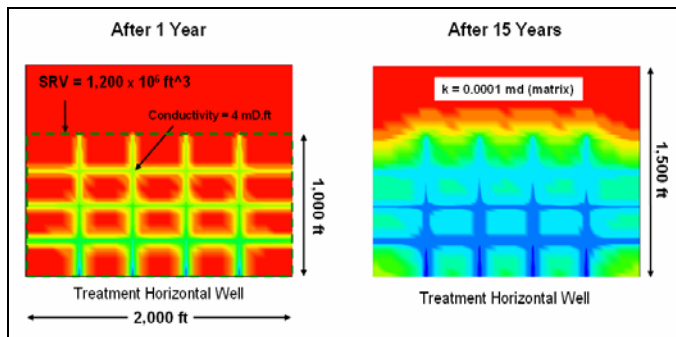 After 1 Year
After 15 Years
SRV = 1,200 x 10⁶ ft^3
Conductivity = 4 mD.ft
k = 0.0001 md (matrix)
1,000 ft
1,500 ft
Treatment Horizontal Well
Treatment Horizontal Well
2,000 ft